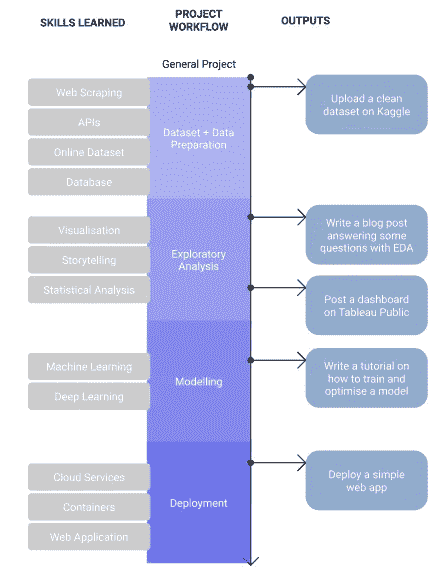 SKILLS LEARNED
PROJECT
WORKFLOW
OUTPUTS
General Project
Web Scraping
APIs
Online Dataset
Database
Dataset + Data
Preparation
Upload a clean
dataset on Kaggle
Visualisation
Storytelling
Statistical Analysis
Exploratory
Analysis
Write a blog post
answering some
questions with EDA
Post a dashboard
on Tableau Public
Machine Learning
Deep Learning
Modelling
Write a tutorial on
how to train and
optimise a model
Cloud Services
Containers
Web Application
Deployment
Deploy a simple
web app